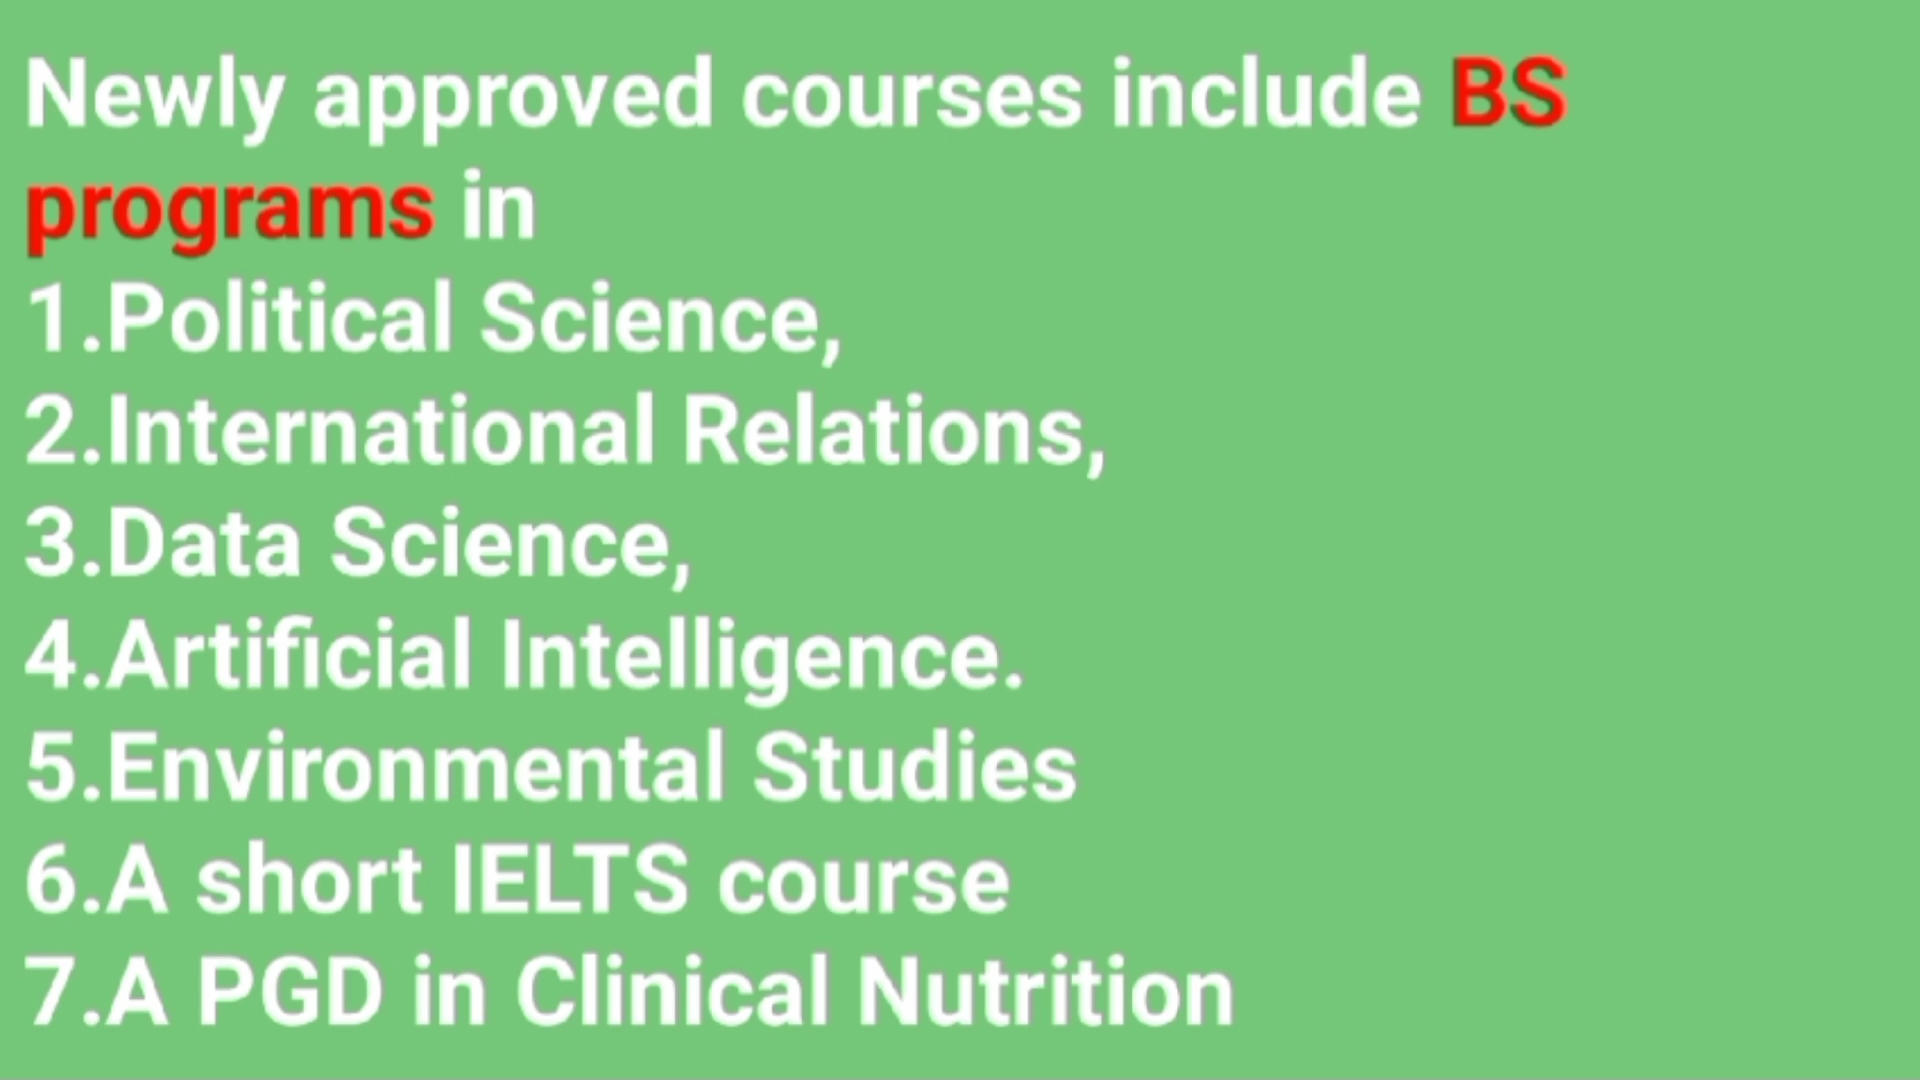 Newly approved courses include BS
programs in
1.Political Science,
2.International Relations,
3.Data Science,
4.Artificial Intelligence.
5.Environmental Studies
6.A short IELTS course
7.A PGD in Clinical Nutrition